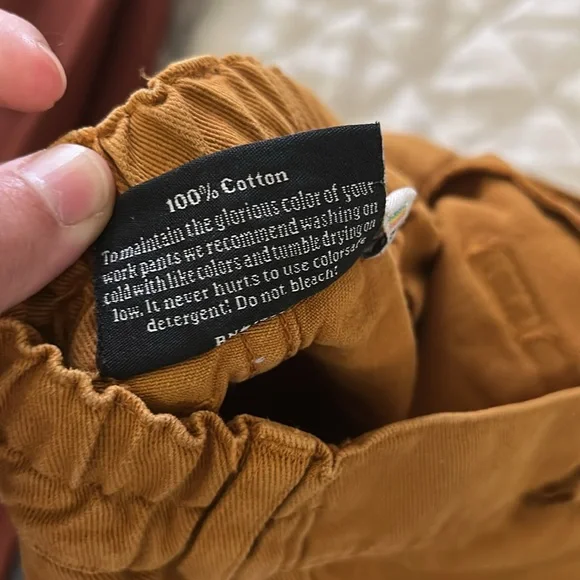 100% Cotton
To maintain the glorious color of your
work pants we recommend washing on
cold with like colors and tumble drying on
low. It never hurts to use colorsafe
detergent! Do not bleach!